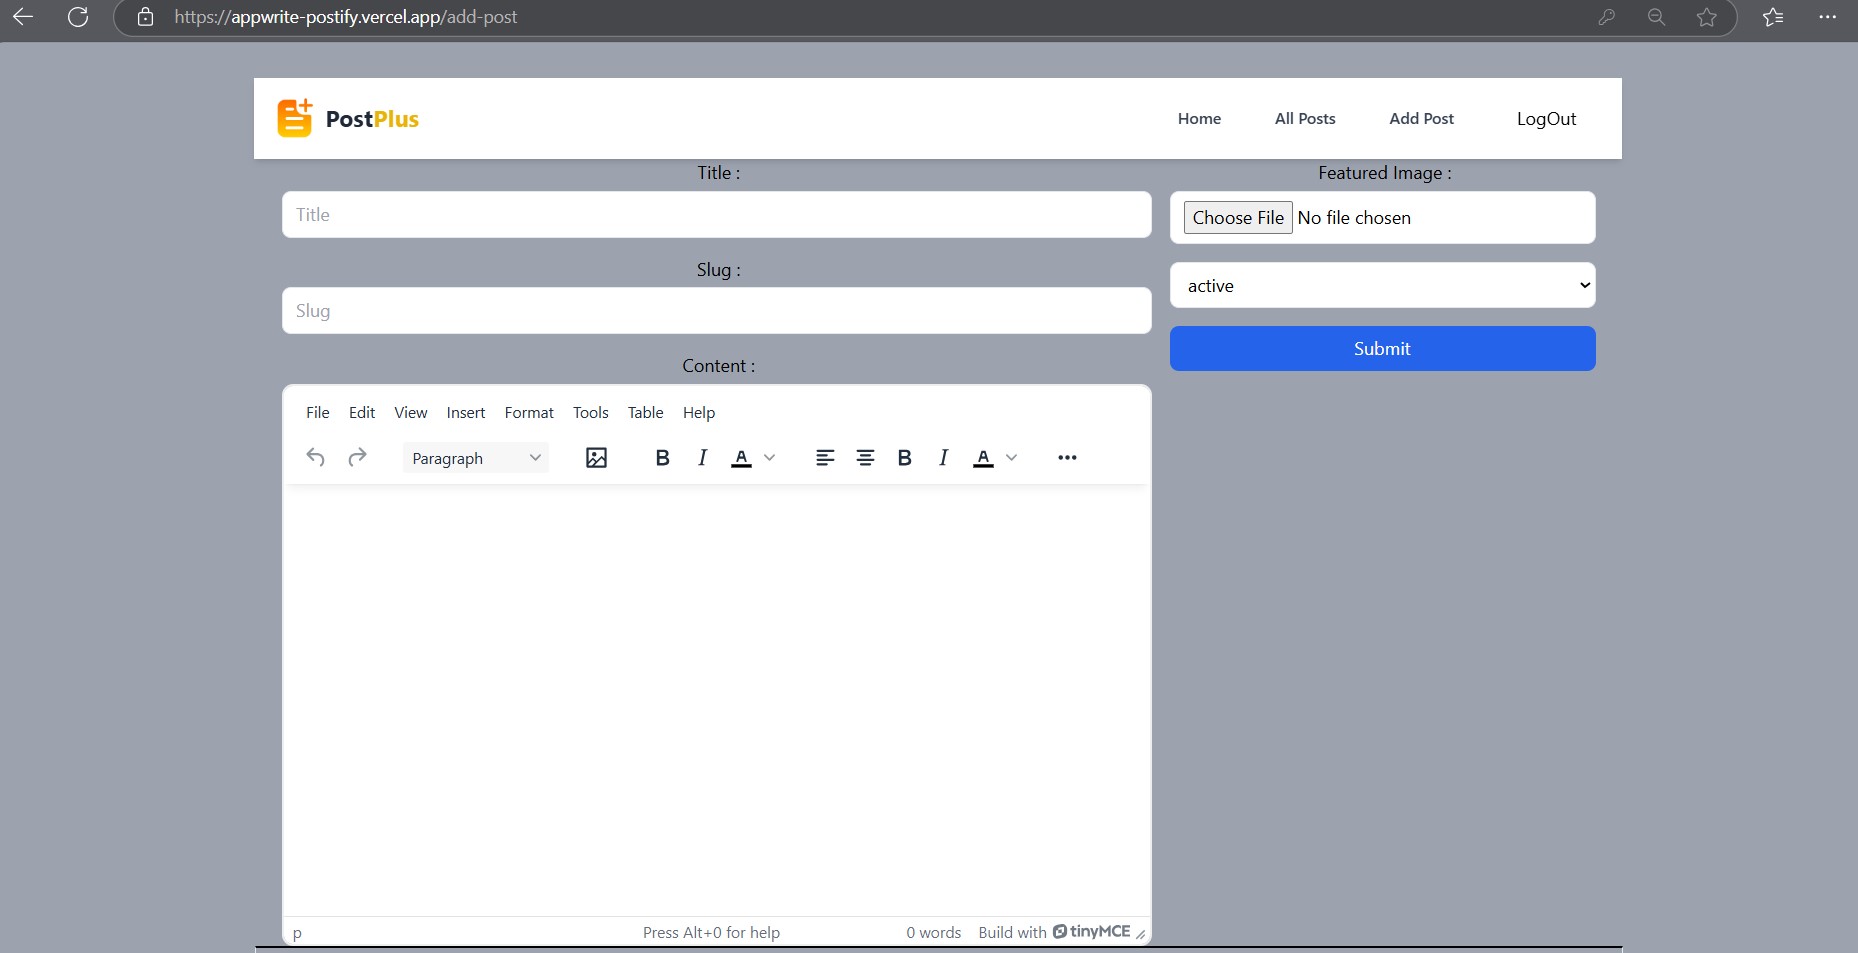 https://appwrite-postify.vercel.app/add-post
PostPlus
Home All Posts Add Post LogOut
Title :
Title
Slug :
Slug
Content :
File Edit View Insert Format Tools Table Help
Paragraph B I A B I A
p Press Alt+0 for help 0 words Build with tinyMCE
Featured Image :
Choose File No file chosen
active
Submit